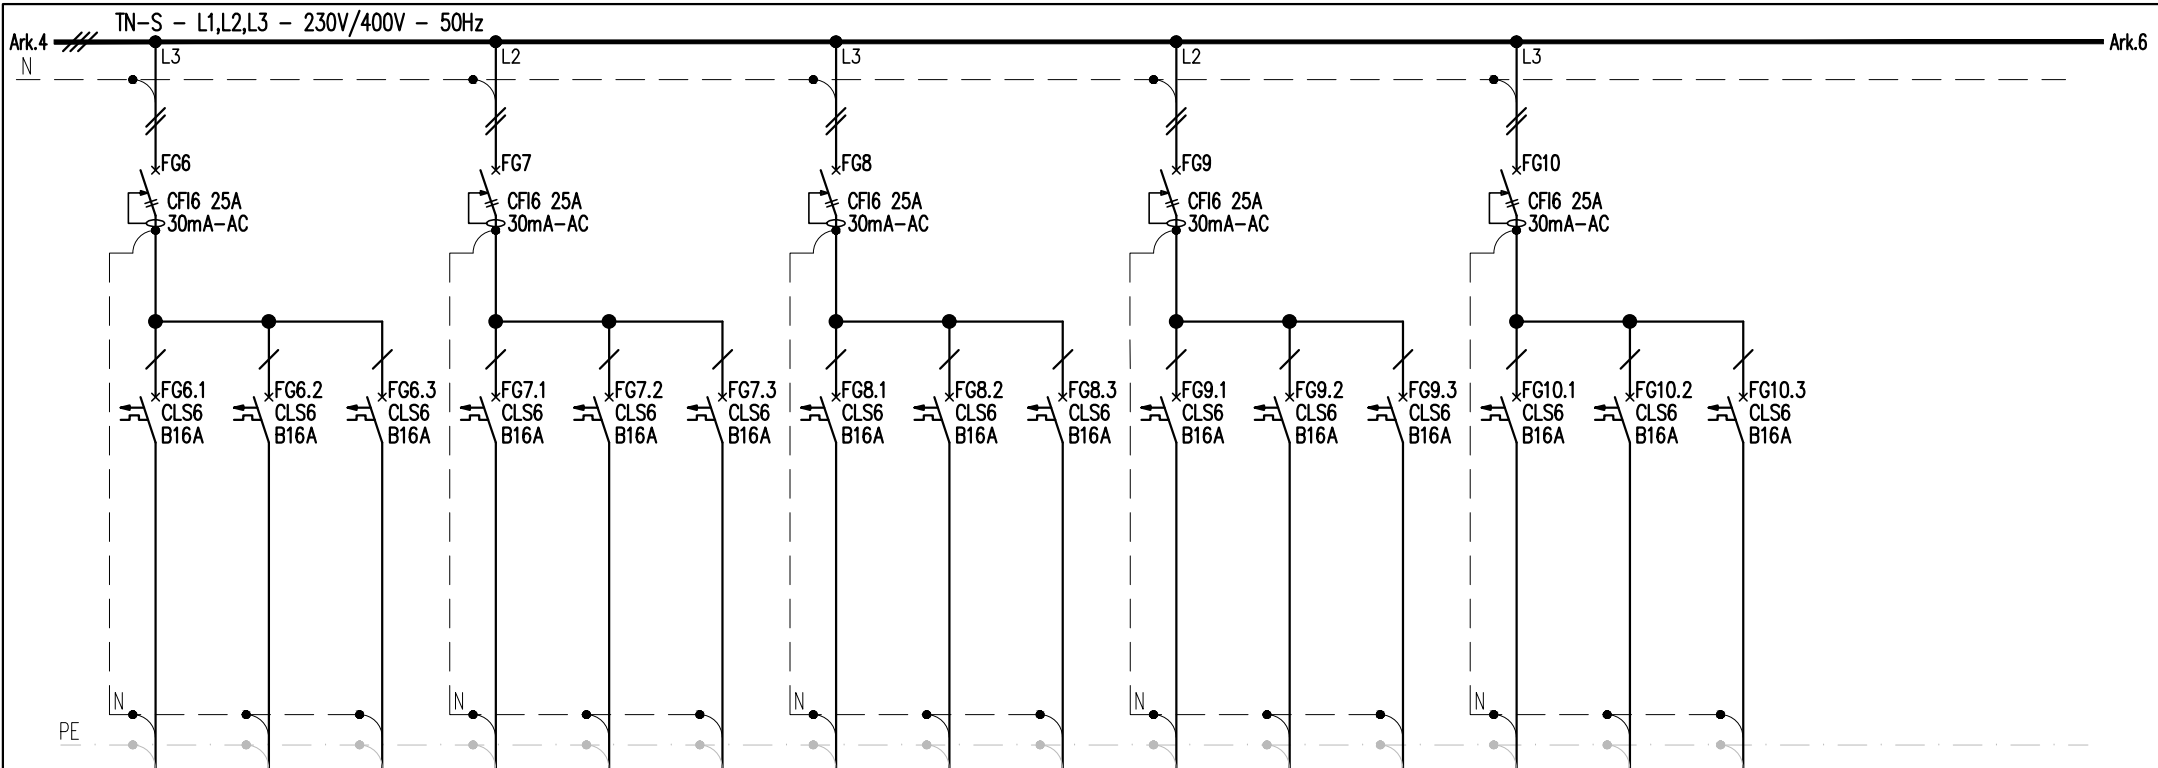 TN-S - L1,L2,L3 - 230V/400V - 50Hz
Ark.4
Ark.6
L3
L2
L3
L2
L3
N
FG6
CFI6 25A
30mA-AC
FG7
CFI6 25A
30mA-AC
FG8
CFI6 25A
30mA-AC
FG9
CFI6 25A
30mA-AC
FG10
CFI6 25A
30mA-AC
FG6.1
CLS6
B16A
FG6.2
CLS6
B16A
FG6.3
CLS6
B16A
FG7.1
CLS6
B16A
FG7.2
CLS6
B16A
FG7.3
CLS6
B16A
FG8.1
CLS6
B16A
FG8.2
CLS6
B16A
FG8.3
CLS6
B16A
FG9.1
CLS6
B16A
FG9.2
CLS6
B16A
FG9.3
CLS6
B16A
FG10.1
CLS6
B16A
FG10.2
CLS6
B16A
FG10.3
CLS6
B16A
N
N
N
N
N
PE